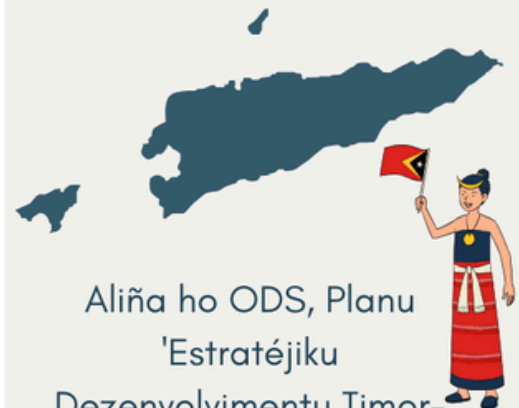 Aliña ho ODS, Planu
'Estratéjiku
Dezenvolvimentu Timor-